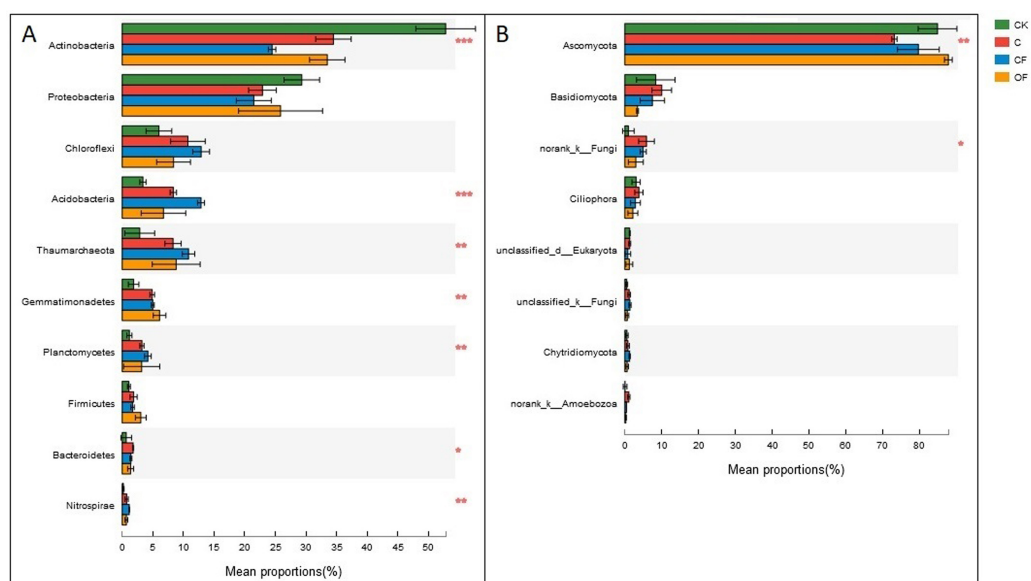 A
Actinobacteria
***
Proteobacteria
Chloroflexi
Acidobacteria
***
Thaumarchaeota
**
Gemmatimonadetes
**
Planctomycetes
**
Firmicutes
Bacteroidetes
*
Nitrospirae
**
0 5 10 15 20 25 30 35 40 45 50
Mean proportions(%)
B
Ascomycota
**
Basidiomycota
norank_k__Fungi
*
Ciliophora
unclassified_d__Eukaryota
unclassified_k__Fungi
Chytridiomycota
norank_k__Amoebozoa
0 10 20 30 40 50 60 70 80
Mean proportions(%)
CK
C
CF
OF